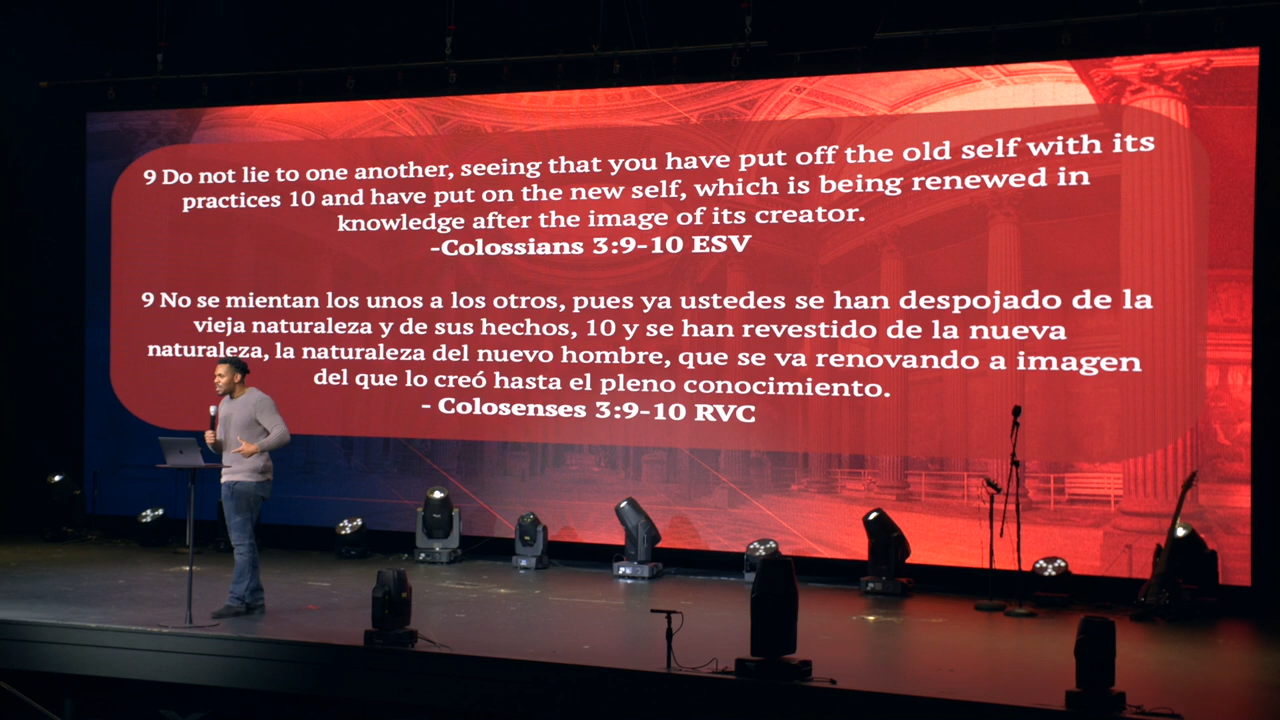 9 Do not lie to one another, seeing that you have put off the old self with its
practices 10 and have put on the new self, which is being renewed in
knowledge after the image of its creator.
-Colossians 3:9-10 ESV
9 No se mientan los unos a los otros, pues ya ustedes se han despojado de la
vieja naturaleza y de sus hechos, 10 y se han revestido de la nueva
naturaleza, la naturaleza del nuevo hombre, que se va renovando a imagen
del que lo creó hasta el pleno conocimiento.
- Colosenses 3:9-10 RVC